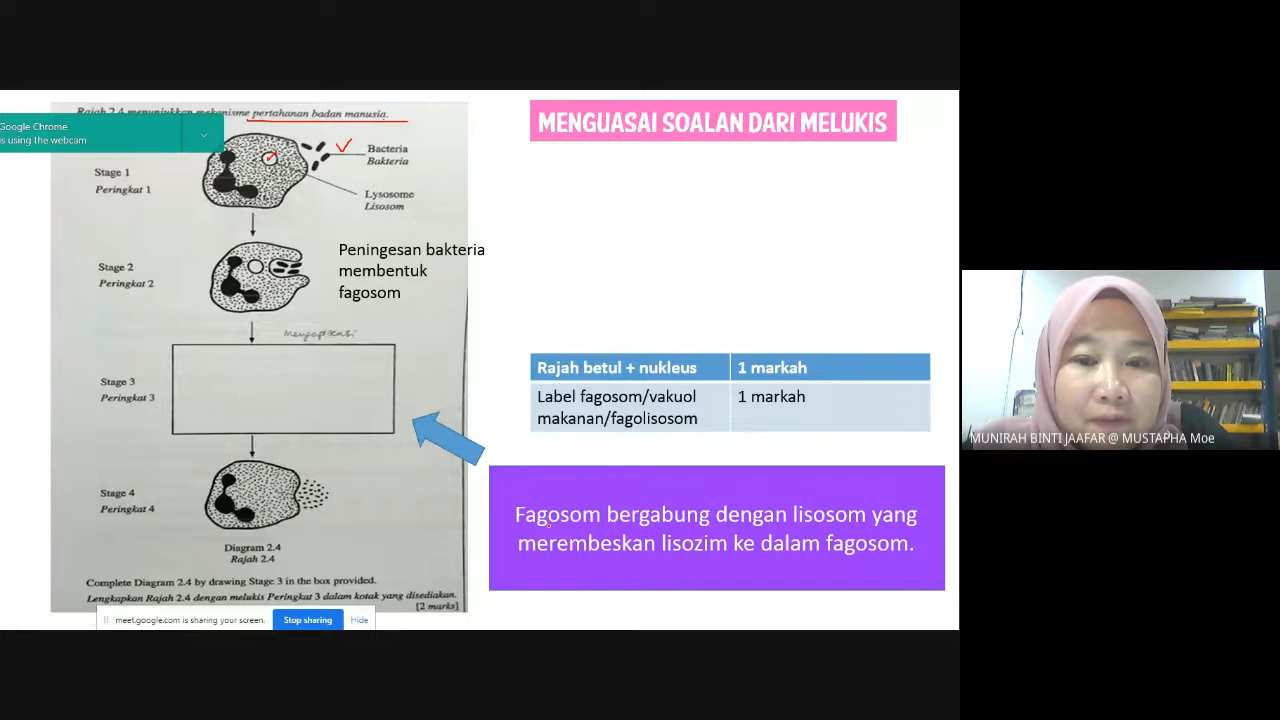 Rajah 2.4 menunjukkan mekanisme pertahanan badan manusia.
Google Chrome
is using the webcam
Stage 1
Peringkat 1
Bacteria
Bakteria
Lysosome
Lisosom
Stage 2
Peringkat 2
Peningesan bakteria
membentuk
fagosom
Mengaplikasi
Stage 3
Peringkat 3
Stage 4
Peringkat 4
Diagram 2.4
Rajah 2.4
Complete Diagram 2.4 by drawing Stage 3 in the box provided.
Lengkapkan Rajah 2.4 dengan melukis Peringkat 3 dalam kotak yang disediakan.
[2 marks]
meet.google.com is sharing your screen. Stop sharing Hide
MENGUASAI SOALAN DARI MELUKIS
Rajah betul + nukleus 1 markah
Label fagosom/vakuol 1 markah
makanan/fagolisosom
Fagosom bergabung dengan lisosom yang
merembeskan lisozim ke dalam fagosom.
MUNIRAH BINTI JAAFAR @ MUSTAPHA Moe